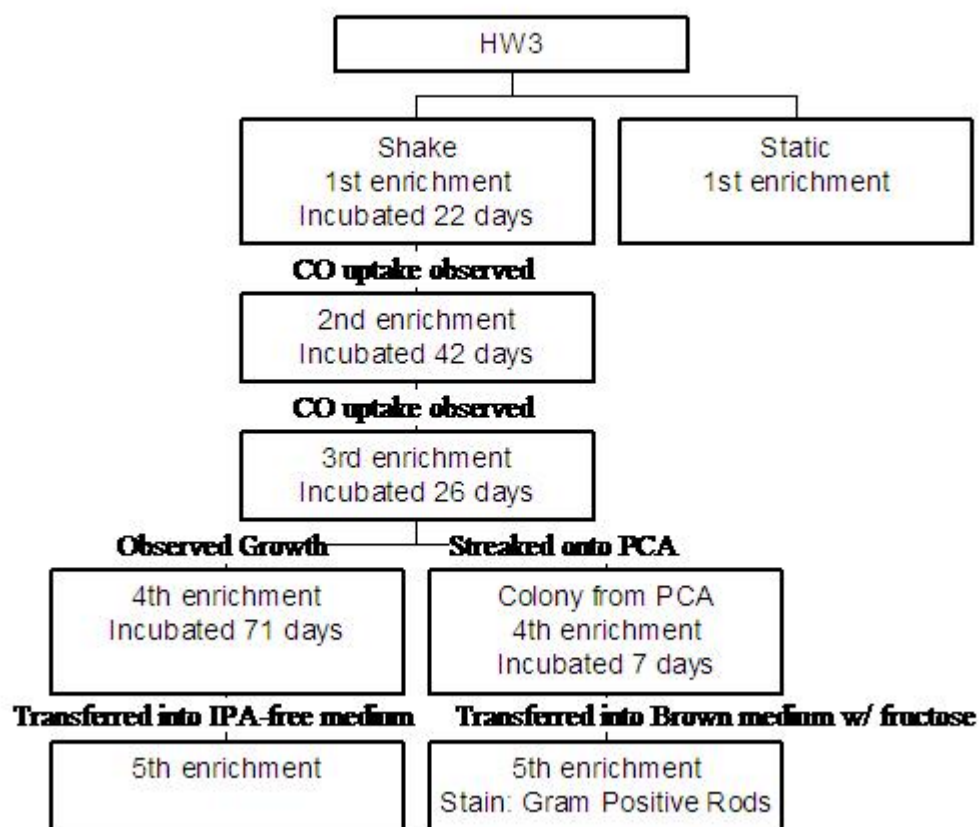 HW3
Shake
1st enrichment
Incubated 22 days
Static
1st enrichment
CO uptake observed
2nd enrichment
Incubated 42 days
CO uptake observed
3rd enrichment
Incubated 26 days
Observed Growth
Streaked onto PCA
4th enrichment
Incubated 71 days
Colony from PCA
4th enrichment
Incubated 7 days
Transferred into IPA-free medium
Transferred into Brown medium w/ fructose
5th enrichment
5th enrichment
Stain: Gram Positive Rods